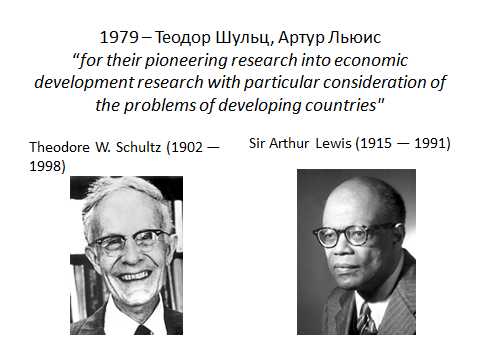 1979 – Теодор Шульц, Артур Льюис
“for their pioneering research into economic
development research with particular consideration of
the problems of developing countries"
Theodore W. Schultz (1902 —
1998)
Sir Arthur Lewis (1915 — 1991)